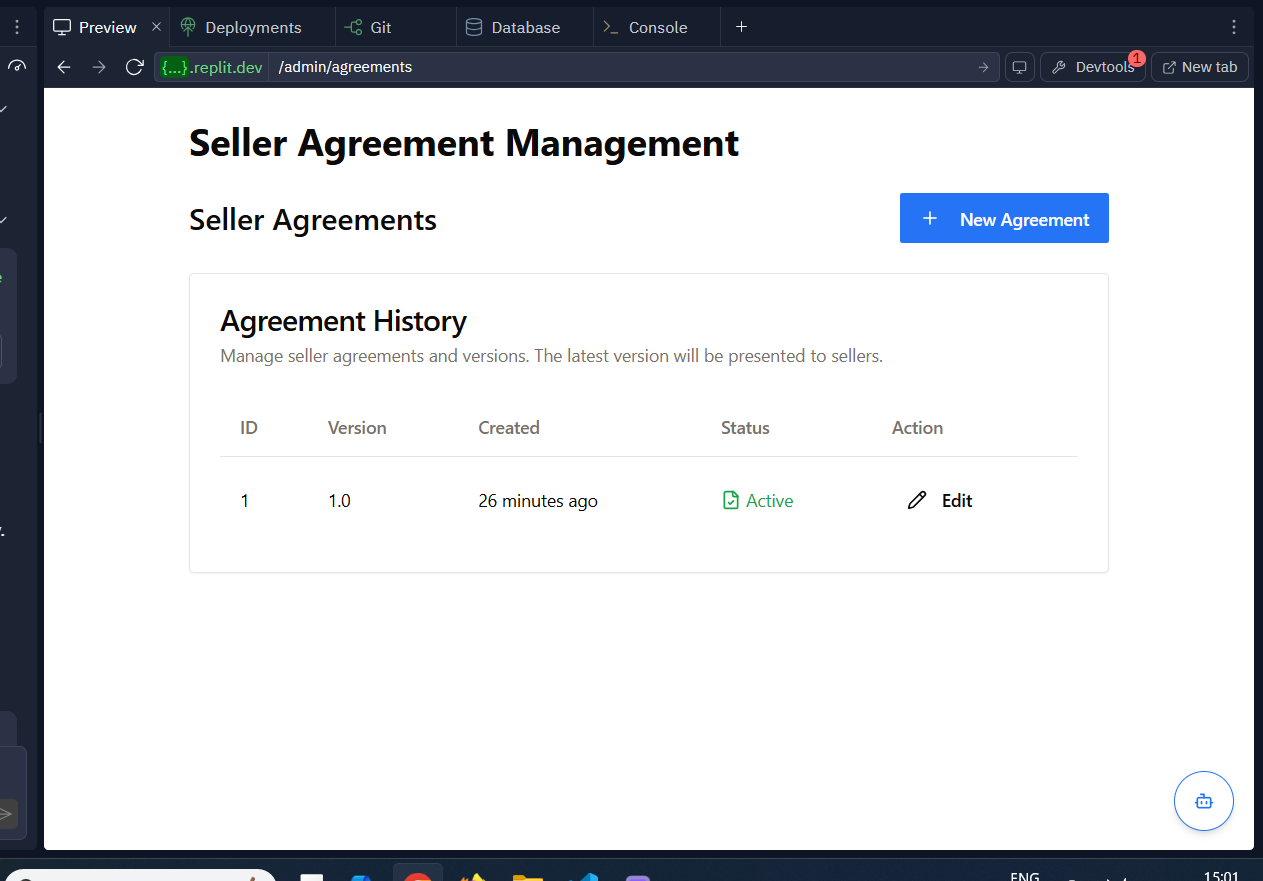 Preview
Deployments
Git
Database
Console
{...}.replit.dev /admin/agreements
Devtools 1
New tab
Seller Agreement Management
Seller Agreements
New Agreement
Agreement History
Manage seller agreements and versions. The latest version will be presented to sellers.
ID Version Created Status Action
1 1.0 26 minutes ago Active Edit
ENG
15:01